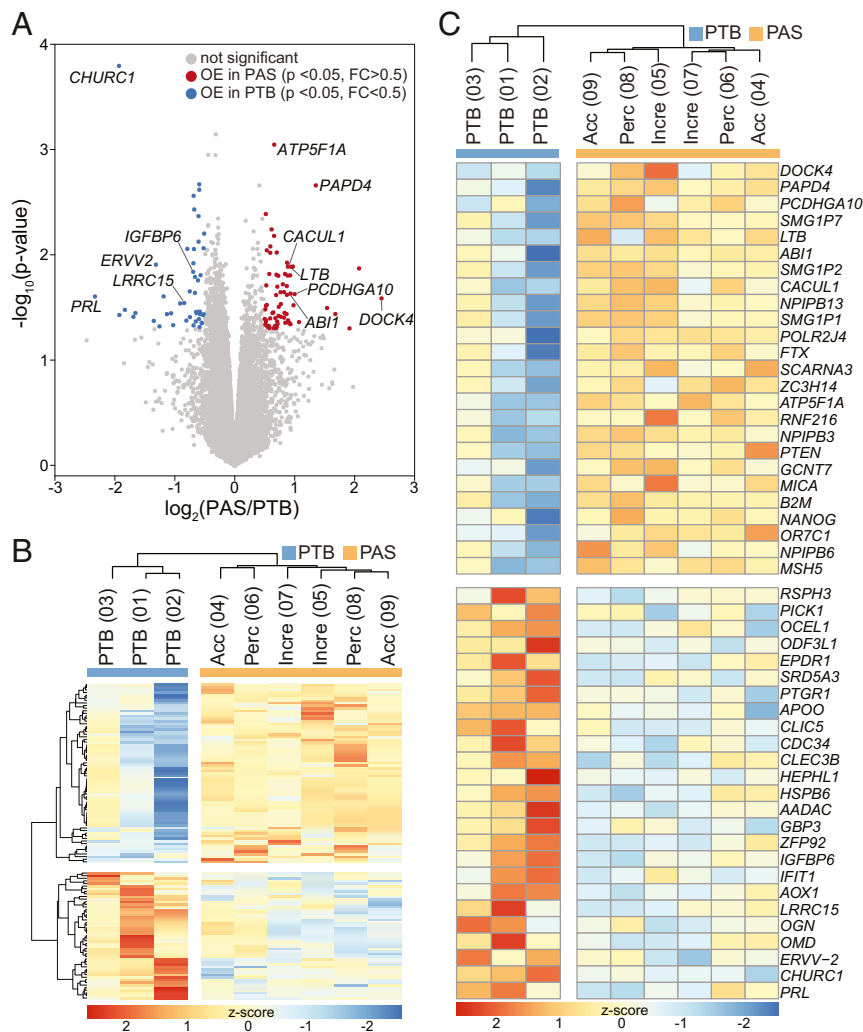 A
4
3
2
1
0
-3
-2
-1
0
1
2
3
-log10(p-value)
log2(PAS/PTB)
not significant
OE in PAS (p <0.05, FC>0.5)
OE in PTB (p <0.05, FC<0.5)
CHURC1
ATP5F1A
PAPD4
IGFBP6
CACUL1
ERVV2
LTB
LRRC15
PCDHGA10
PRL
ABI1
DOCK4
B
PTB PAS
PTB (03)
PTB (01)
PTB (02)
Acc (04)
Perc (06)
Incre (07)
Incre (05)
Perc (08)
Acc (09)
z-score
2 1 0 -1 -2
C
PTB PAS
PTB (03)
PTB (01)
PTB (02)
Acc (09)
Perc (08)
Incre (05)
Incre (07)
Perc (06)
Acc (04)
DOCK4
PAPD4
PCDHGA10
SMG1P7
LTB
ABI1
SMG1P2
CACUL1
NPIPB13
SMG1P1
POLR2J4
FTX
SCARNA3
ZC3H14
ATP5F1A
RNF216
NPIPB3
PTEN
GCNT7
MICA
B2M
NANOG
OR7C1
NPIPB6
MSH5
RSPH3
PICK1
OCEL1
ODF3L1
EPDR1
SRD5A3
PTGR1
APOO
CLIC5
CDC34
CLEC3B
HEPHL1
HSPB6
AADAC
GBP3
ZFP92
IGFBP6
IFIT1
AOX1
LRRC15
OGN
OMD
ERVV−2
CHURC1
PRL
z-score
2 1 0 -1 -2